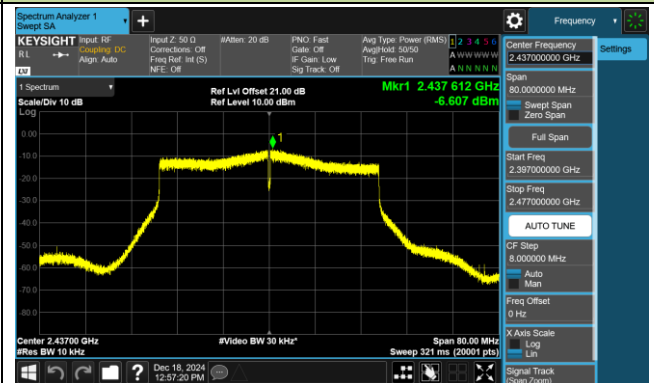 Spectrum Analyzer 1
Swept SA
Frequency
KEYSIGHT
RL
Input: RF
Coupling: DC
Align: Auto
Input Z: 50 Ω
Corrections: Off
Freq Ref: Int (S)
NFE: Off
#Atten: 20 dB
PNO: Fast
Gate: Off
IF Gain: Low
Sig Track: Off
Avg Type: Power (RMS)
Avg|Hold: 50/50
Trig: Free Run
1 2 3 4 5 6
A W W W W W
A N N N N N
LXI
1 Spectrum
Scale/Div 10 dB
Log
Ref Lvl Offset 21.00 dB
Ref Level 10.00 dBm
Mkr1 2.437 612 GHz
-6.607 dBm
1
0.00
-10.0
-20.0
-30.0
-40.0
-50.0
-60.0
-70.0
-80.0
Center 2.43700 GHz
#Res BW 10 kHz
#Video BW 30 kHz*
Span 80.00 MHz
Sweep 321 ms (20001 pts)
?
Dec 18, 2024
12:57:20 PM
Center Frequency
2.437000000 GHz
Settings
Span
80.0000000 MHz
Swept Span
Zero Span
Full Span
Start Freq
2.397000000 GHz
Stop Freq
2.477000000 GHz
AUTO TUNE
CF Step
8.000000 MHz
Auto
Man
Freq Offset
0 Hz
X Axis Scale
Log
Lin
Signal Track
(Span Zoom)